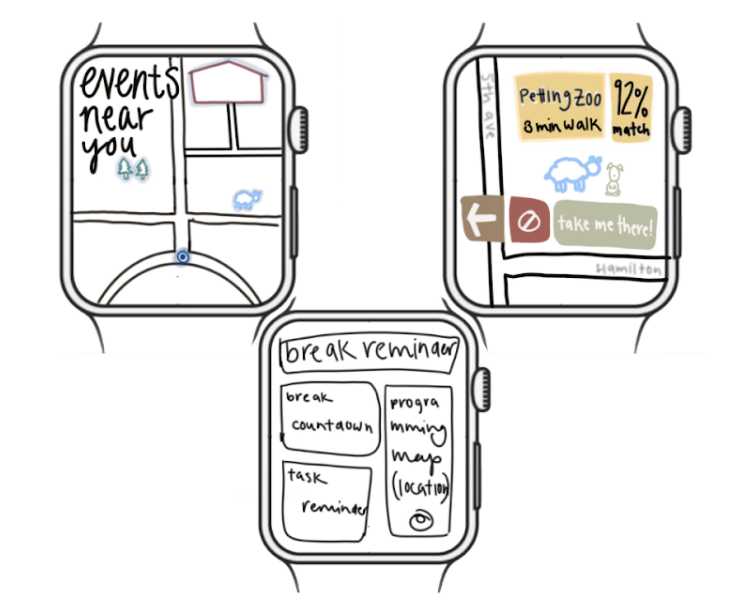 events
near
you
5th ave
Petting Zoo
3 min walk
92%
match
take me there!
Hamilton
break reminder
break
countdown
task
reminder
progra
mming
map
(location)